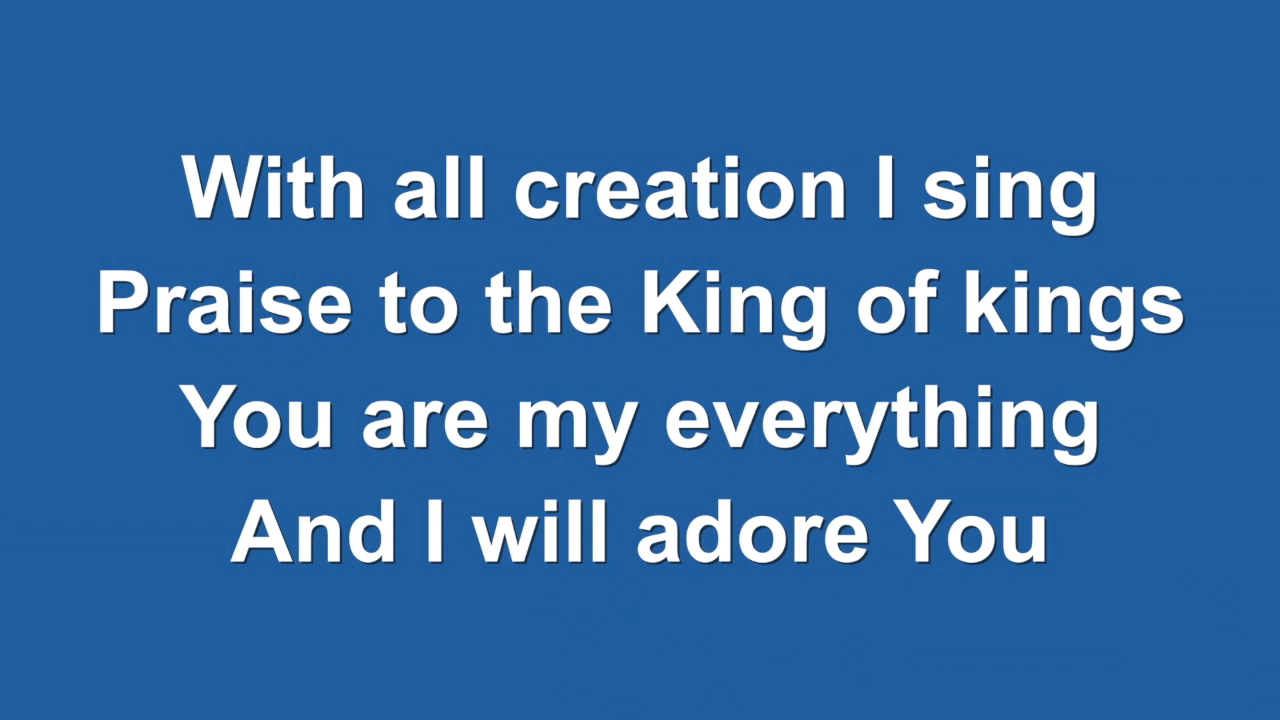 With all creation I sing
Praise to the King of kings
You are my everything
And I will adore You